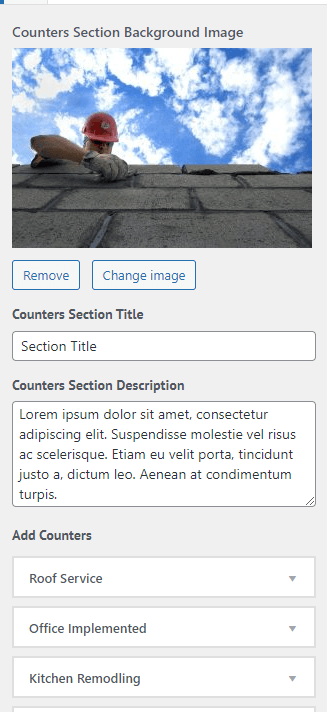 Counters Section Background Image
Remove
Change image
Counters Section Title
Section Title
Counters Section Description
Lorem ipsum dolor sit amet, consectetur
adipiscing elit. Suspendisse molestie vel risus
ac scelerisque. Etiam eu velit porta, tincidunt
justo a, dictum leo. Aenean at condimentum
turpis.
Add Counters
Roof Service
Office Implemented
Kitchen Remodling